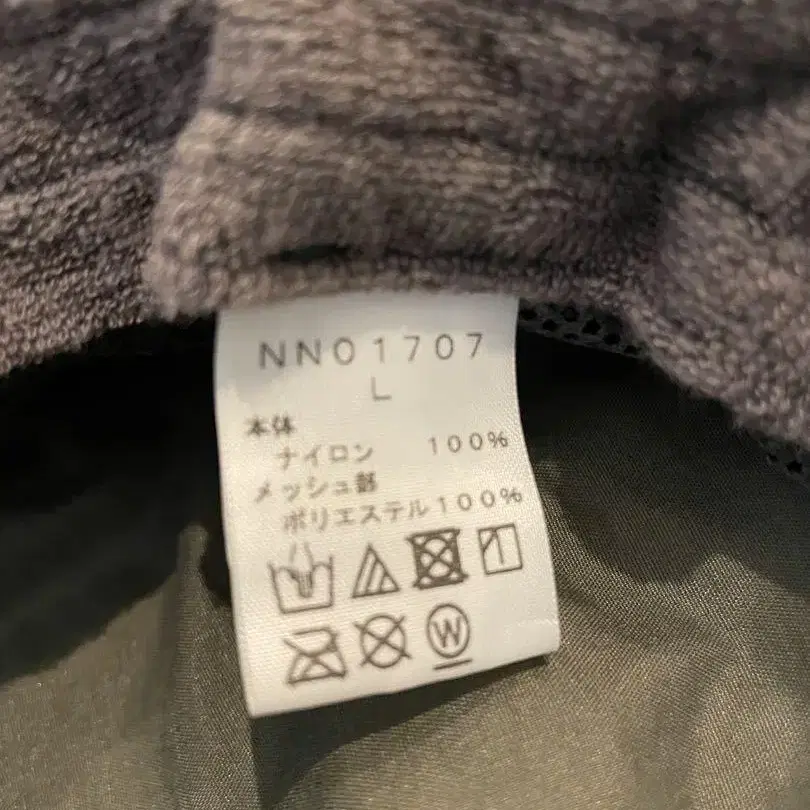 NN01707
L
本体
ナイロン 100%
メッシュ部
ポリエステル100%
W